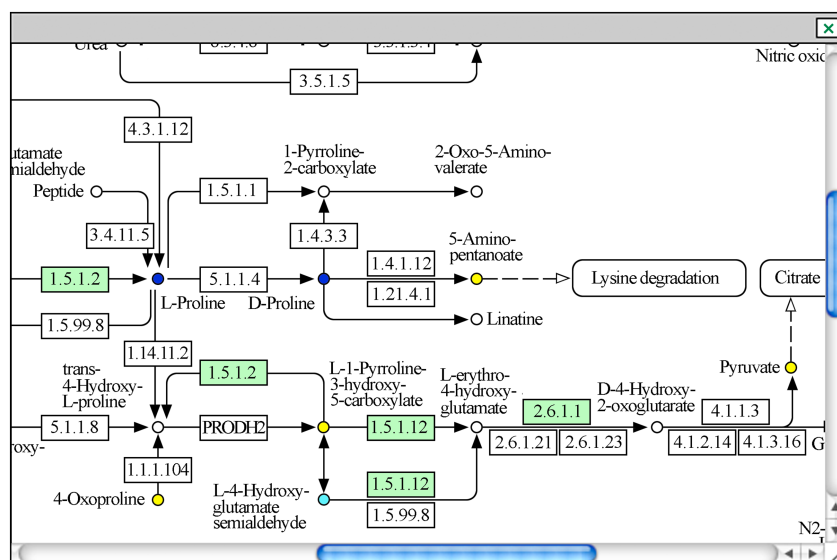 Urea
Nitric oxid
3.5.1.5
4.3.1.12
utamate
mialdehyde
Peptide
1-Pyrroline-
2-carboxylate
2-Oxo-5-Amino-
valerate
1.5.1.1
3.4.11.5
1.4.3.3
5-Amino-
pentanoate
1.4.1.12
1.5.1.2
5.1.1.4
1.21.4.1
Lysine degradation
Citrate
L-Proline
D-Proline
Linatine
1.5.99.8
1.14.11.2
trans-
4-Hydroxy-
L-proline
1.5.1.2
L-1-Pyrroline-
3-hydroxy-
5-carboxylate
L-erythro-
4-hydroxy-
glutamate
Pyruvate
D-4-Hydroxy-
2-oxoglutarate
2.6.1.1
4.1.1.3
5.1.1.8
PRODH2
1.5.1.12
2.6.1.21
2.6.1.23
4.1.2.14
4.1.3.16
G
roxy-
1.1.1.104
4-Oxoproline
L-4-Hydroxy-
glutamate
semialdehyde
1.5.1.12
1.5.99.8
N2-